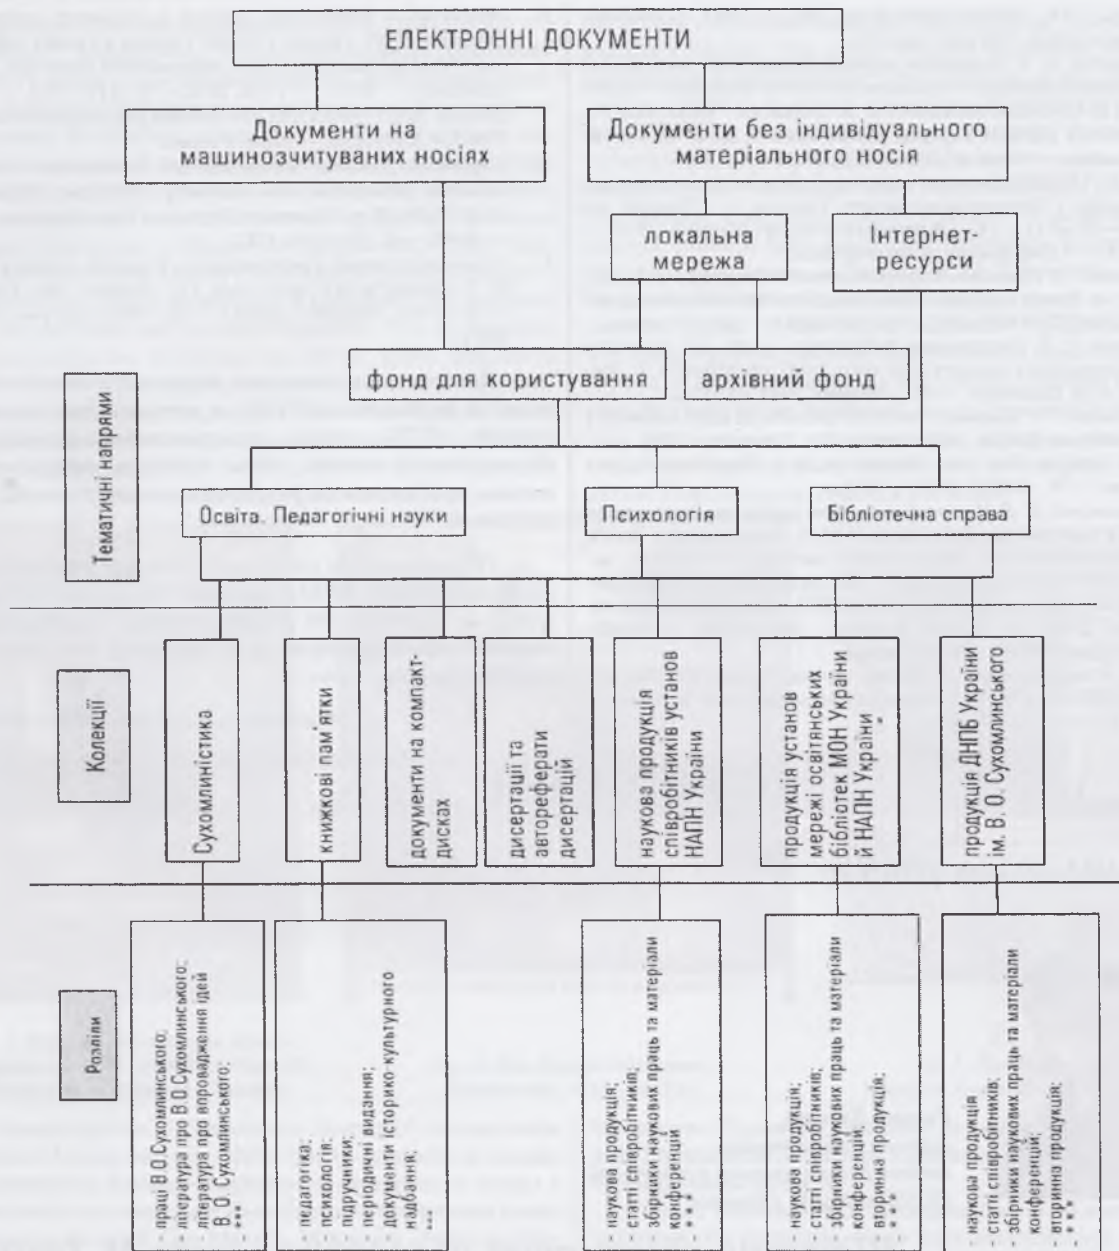 ЕЛЕКТРОННІ ДОКУМЕНТИ
Документи на
машинозчитуваних носіях
Документи без індивідуального
матеріального носія
локальна
мережа
Інтернет-
ресурси
фонд для користування
архівний фонд
Тематичні напрями
Освіта. Педагогічні науки
Психологія
Бібліотечна справа
Колекції
Сухомлиністика
книжкові пам'ятки
документи на компакт-
дисках
дисертації та
автореферати
дисертацій
наукова продукція
співробітників установ
НАПН України
продукція установ
мережі освітянських
бібліотек МОН України
й НАПН України
продукція ДНПБ України
ім. В. О. Сухомлинського
Розділи
- праці В.О.Сухомлинського;
- література про В.О.Сухомлинського;
- література про впровадження ідей
В. О. Сухомлинського;
- ***
- педагогіка;
- психологія;
- підручники;
- періодичні видання;
- документи історико-культурного
надбання;
- ***
- наукова продукція;
- статті співробітників;
- збірники наукових праць та матеріали
конференцій;
- ***
- наукова продукція;
- статті співробітників;
- збірники наукових праць та матеріали
конференцій;
- вторинна продукція;
- ***
- наукова продукція
- статті співробітників;
- збірники наукових праць та матеріали
конференцій;
- вторинна продукція;
- ***